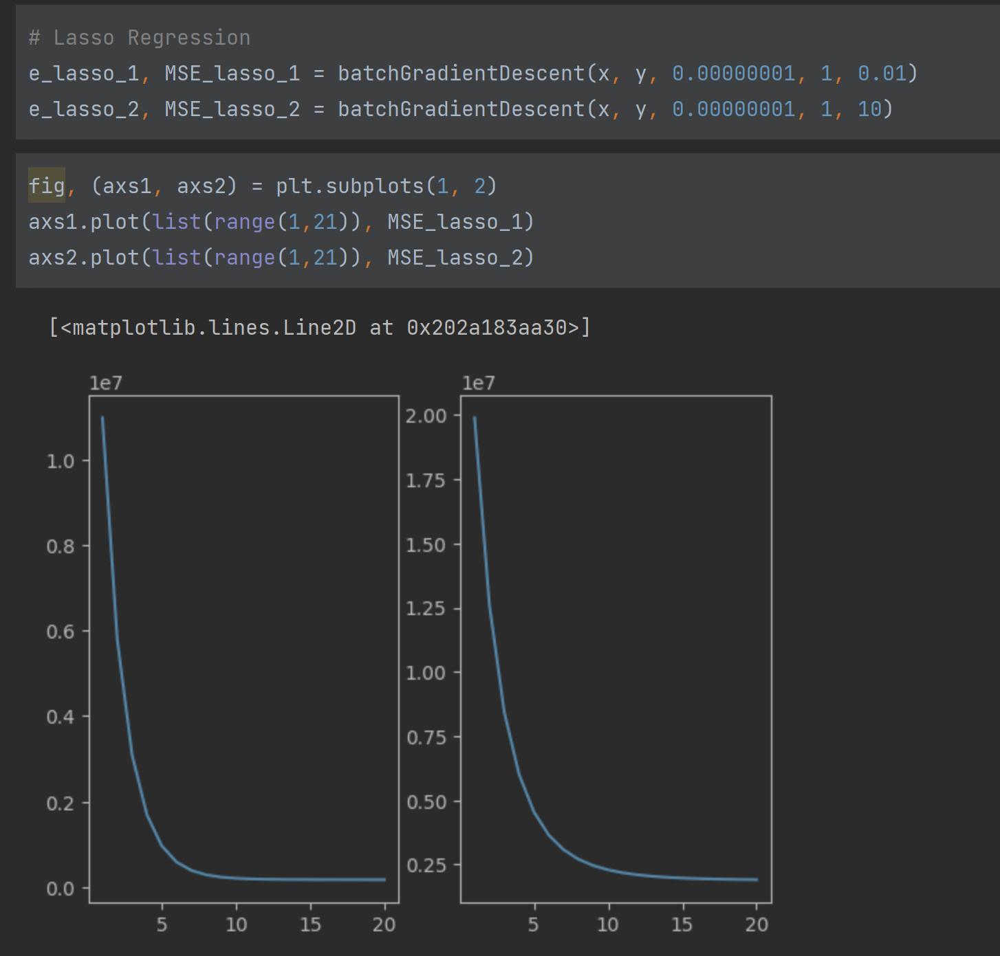 # Lasso Regression
e_lasso_1, MSE_lasso_1 = batchGradientDescent(x, y, 0.00000001, 1, 0.01)
e_lasso_2, MSE_lasso_2 = batchGradientDescent(x, y, 0.00000001, 1, 10)
fig, (axs1, axs2) = plt.subplots(1, 2)
axs1.plot(list(range(1,21)), MSE_lasso_1)
axs2.plot(list(range(1,21)), MSE_lasso_2)
[<matplotlib.lines.Line2D at 0x202a183aa30>]
1e7
1.0
0.8
0.6
0.4
0.2
0.0
5 10 15 20
1e7
2.00
1.75
1.50
1.25
1.00
0.75
0.50
0.25
5 10 15 20